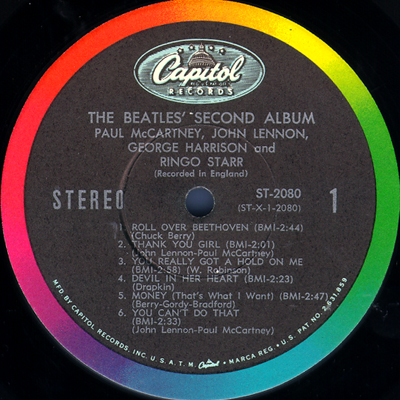 Capitol
RECORDS
THE BEATLES' SECOND ALBUM
PAUL McCARTNEY, JOHN LENNON,
GEORGE HARRISON and
RINGO STARR
(Recorded in England)
STEREO
ST-2080
(ST-X-1-2080)
1
1. ROLL OVER BEETHOVEN (BMI-2:44)
(Chuck Berry)
2. THANK YOU GIRL (BMI-2:01)
(John Lennon-Paul McCartney)
3. YOU REALLY GOT A HOLD ON ME
(BMI-2:58) (W. Robinson)
4. DEVIL IN HER HEART (BMI-2:23)
(Drapkin)
5. MONEY (That's What I Want) (BMI-2:47)
(Berry-Gordy-Bradford)
6. YOU CAN'T DO THAT
(BMI-2:33)
(John Lennon-Paul McCartney)
MFD. BY CAPITOL RECORDS, INC. U.S.A. T.M. Capitol MARCA REG. • U.S. PAT. NO. 2,631,859